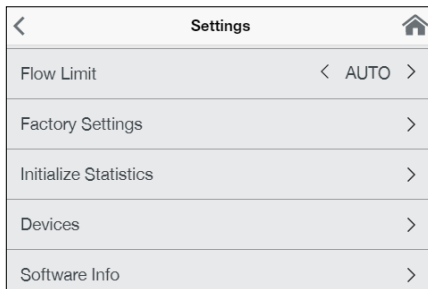 Settings
Flow Limit < AUTO >
Factory Settings >
Initialize Statistics >
Devices >
Software Info >